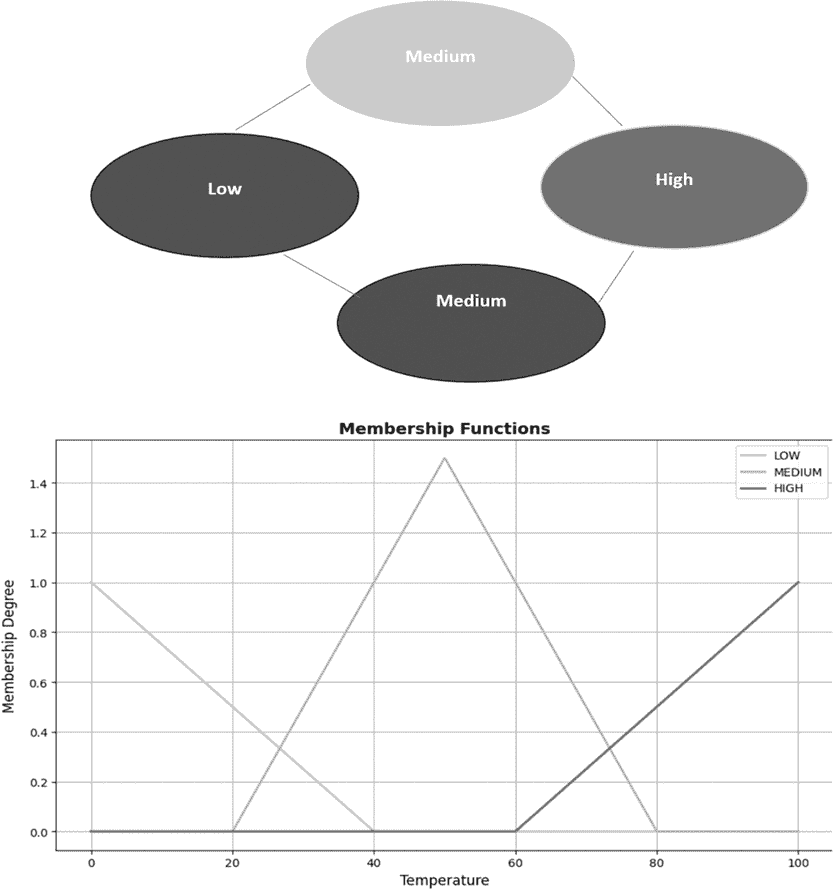 Medium
Low
High
Medium
Membership Functions
LOW
MEDIUM
HIGH
1.4
1.2
1.0
0.8
0.6
0.4
0.2
0.0
Membership Degree
0 20 40 60 80 100
Temperature